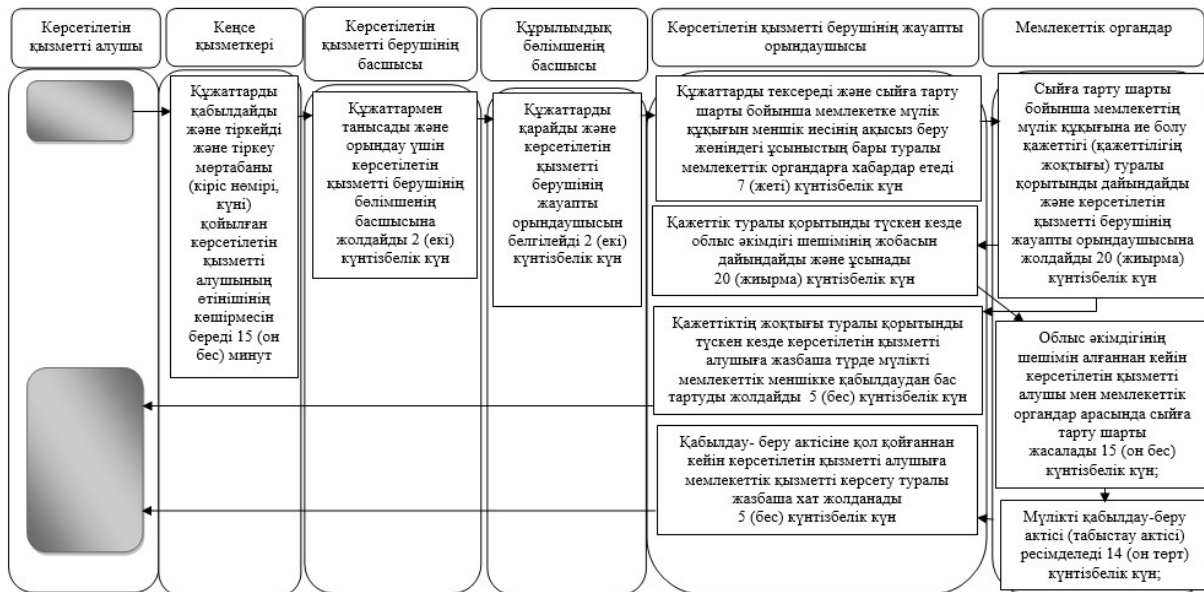 Көрсетілетін
қызметті алушы
Кеңсе
қызметкері
Көрсетілетін
қызметті берушінің
басшысы
Құрылымдық
бөлімшенің
басшысы
Көрсетілетін қызметті берушінің жауапты
орындаушысы
Мемлекеттік органдар
Құжаттарды
қабылдайды
және тіркейді
және тіркеу
мөртабаны
(кіріс нөмірі,
күні)
қойылған
көрсетілетін
қызметті
алушының
өтінішінің
көшірмесін
береді 15 (он
бес) минут
Құжаттармен
танысады және
орындау үшін
көрсетілетін
қызметті берушінің
бөлімшенің
басшысына
жолдайды 2 (екі)
күнтізбелік күн
Құжаттарды
қарайды және
көрсетілетін
қызметті
берушінің
жауапты
орындаушысын
белгілейді 2 (екі)
күнтізбелік күн
Құжаттарды тексереді және сыйға тарту
шарты бойынша мемлекетке мүлік
құқығын меншік иесінің ақысыз беру
жөніндегі ұсыныстың бары туралы
мемлекеттік органдарға хабардар етеді
7 (жеті) күнтізбелік күн
Қажеттік туралы қорытынды түскен кезде
облыс әкімдігі шешімінің жобасын
дайындайды және ұсынады
20 (жиырма) күнтізбелік күн
Қажеттіктің жоқтығы туралы қорытынды
түскен кезде көрсетілетін қызметті
алушыға жазбаша түрде мүлікті
мемлекеттік меншікке қабылдаудан бас
тартуды жолдайды 5 (бес) күнтізбелік күн
Қабылдау- беру актісіне қол қойғаннан
кейін көрсетілетін қызметті алушыға
мемлекеттік қызметті көрсету туралы
жазбаша хат жолданады
5 (бес) күнтізбелік күн
Сыйға тарту шарты
бойынша мемлекеттің
мүлік құқығына ие болу
қажеттігі (қажеттілігің
жоқтығы) туралы
қорытынды дайындайды
және көрсетілетін
қызметті берушінің
жауапты орындаушысына
жолдайды 20 (жиырма)
күнтізбелік күн
Облыс әкімдігінің
шешімін алғаннан кейін
көрсетілетін қызметті
алушы мен мемлекеттік
органдар арасында сыйға
тарту шарты
жасалады 15 (он бес)
күнтізбелік күн;
Мүлікті қабылдау-беру
актісі (табыстау актісі)
ресімделеді 14 (он төрт)
күнтізбелік күн;